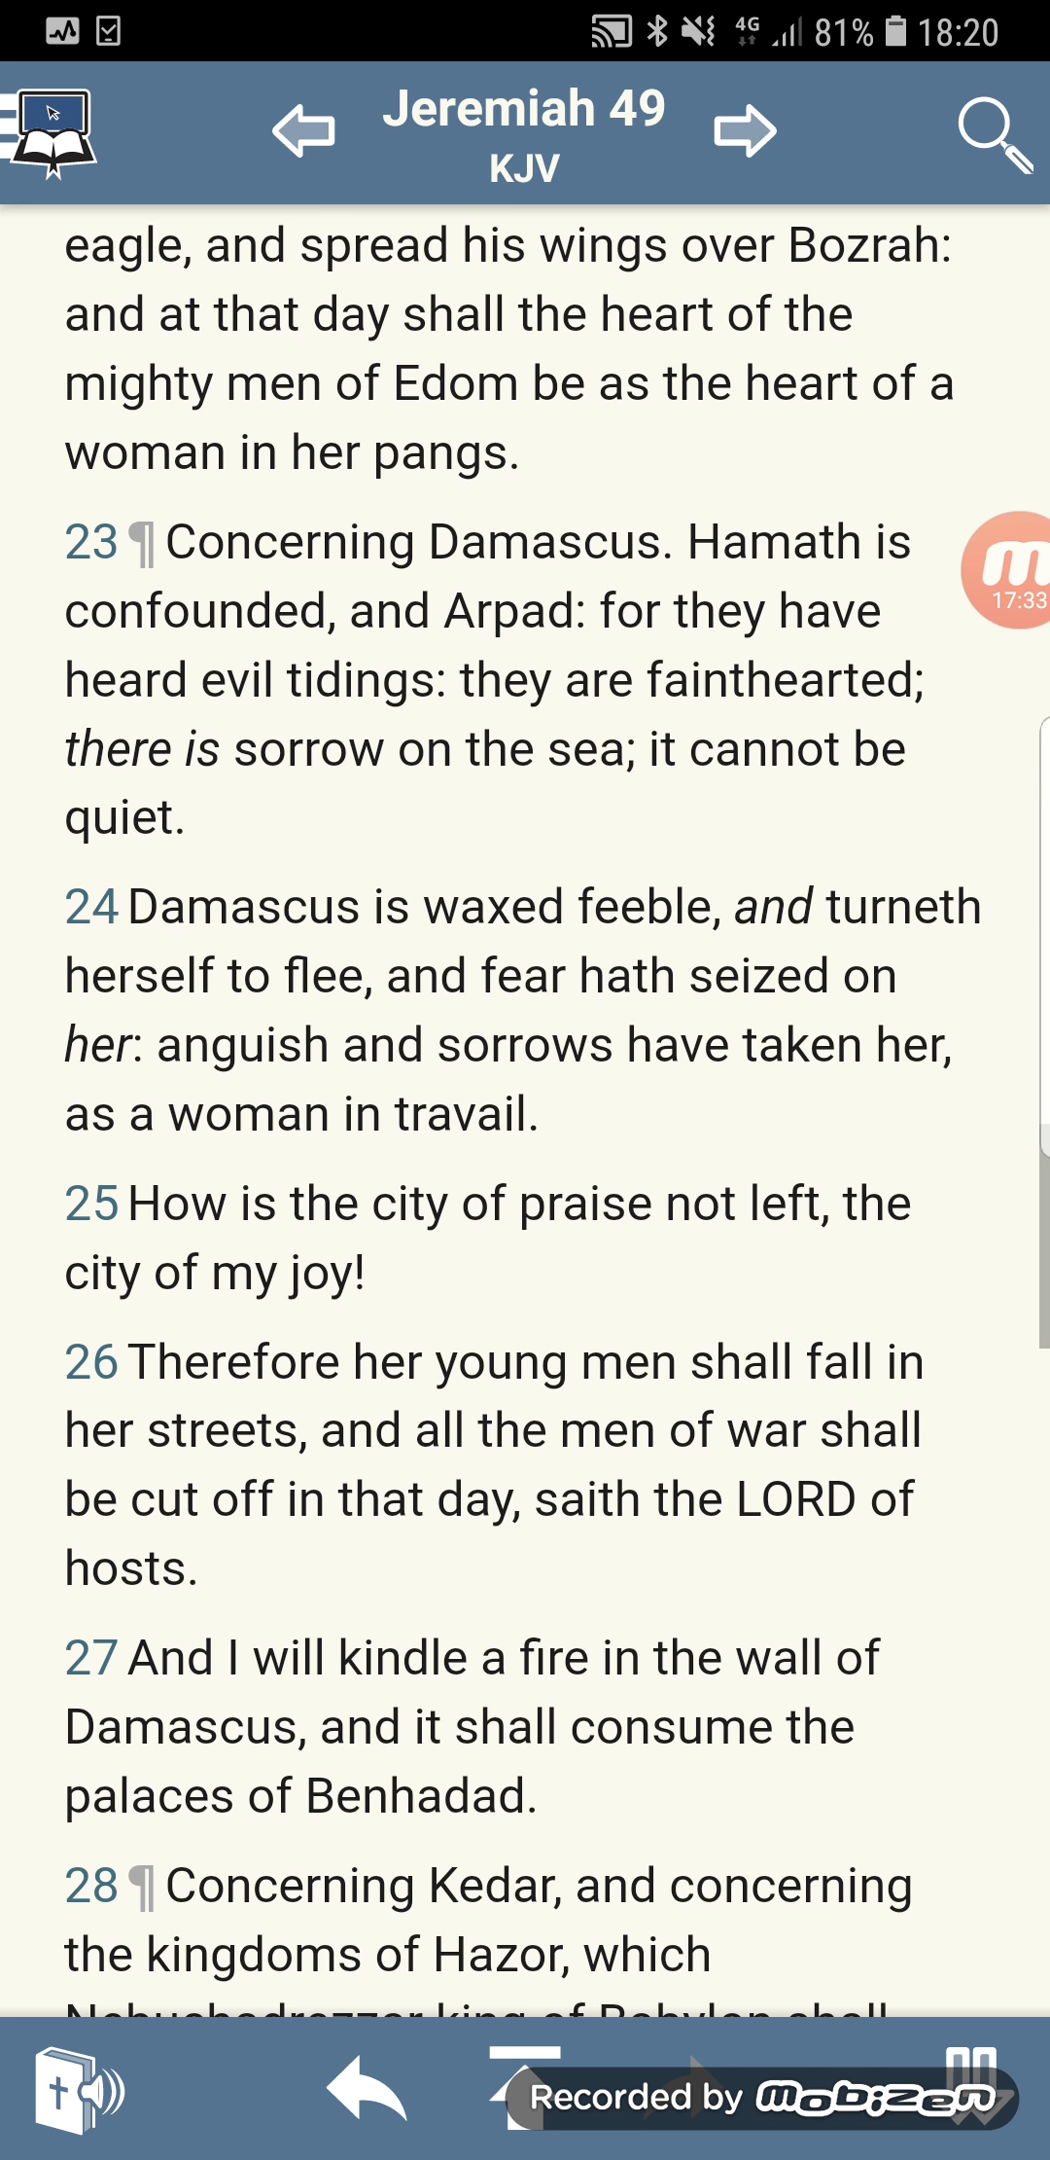 4G 81% 18:20
Jeremiah 49
KJV
eagle, and spread his wings over Bozrah:
and at that day shall the heart of the
mighty men of Edom be as the heart of a
woman in her pangs.
23 ¶ Concerning Damascus. Hamath is
confounded, and Arpad: for they have
heard evil tidings: they are fainthearted;
there is sorrow on the sea; it cannot be
quiet.
m
17:33
24 Damascus is waxed feeble, and turneth
herself to flee, and fear hath seized on
her: anguish and sorrows have taken her,
as a woman in travail.
25 How is the city of praise not left, the
city of my joy!
26 Therefore her young men shall fall in
her streets, and all the men of war shall
be cut off in that day, saith the LORD of
hosts.
27 And I will kindle a fire in the wall of
Damascus, and it shall consume the
palaces of Benhadad.
28 ¶ Concerning Kedar, and concerning
the kingdoms of Hazor, which
Nebuchadrezzar king of Babylon shall
Recorded by mobizen